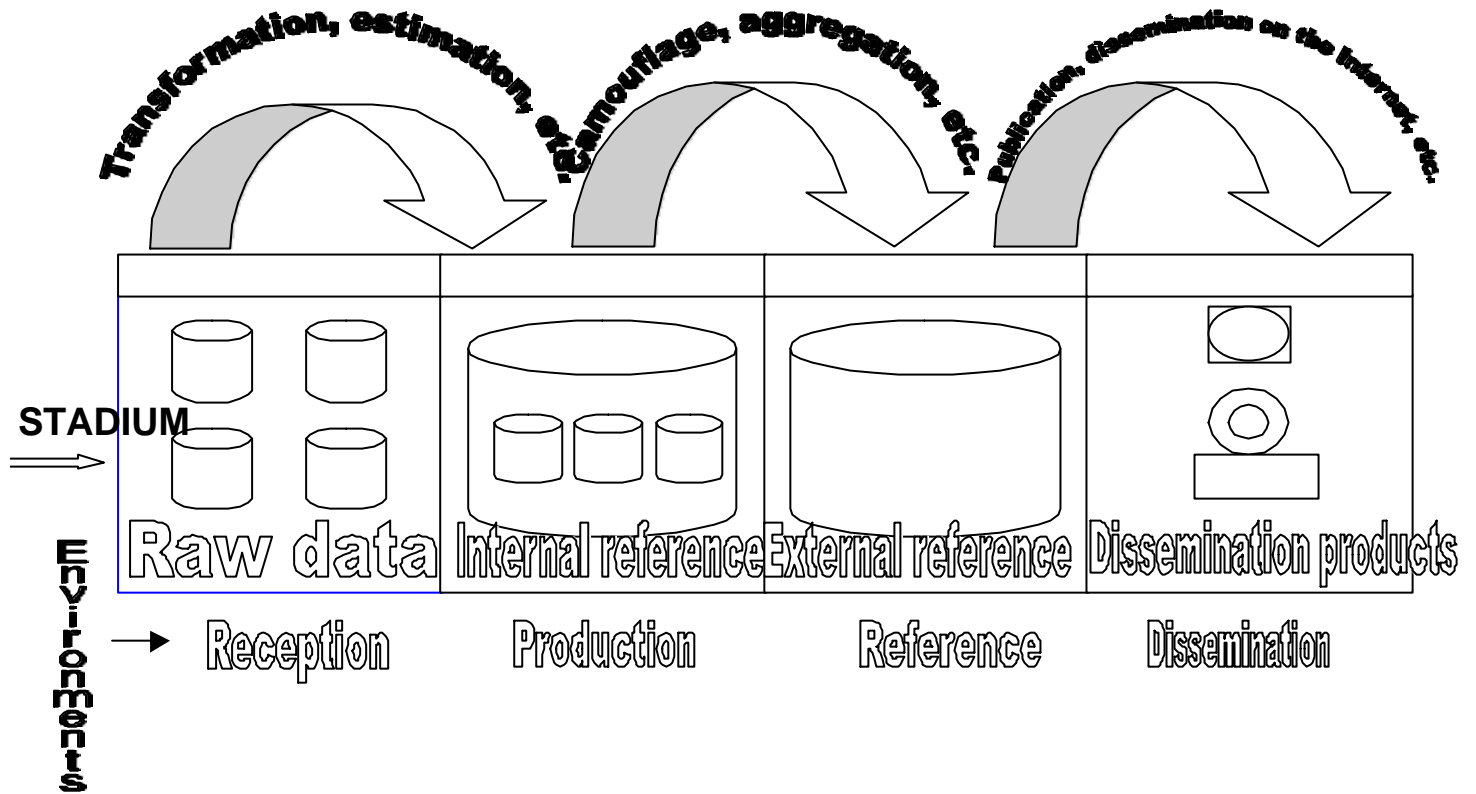 Transformation, estimation, etc.
Camouflage, aggregation, etc.
Publication, dissemination on the Internet, etc.
STADIUM
Raw data
Internal reference
External reference
Dissemination products
Environments
Reception
Production
Reference
Dissemination